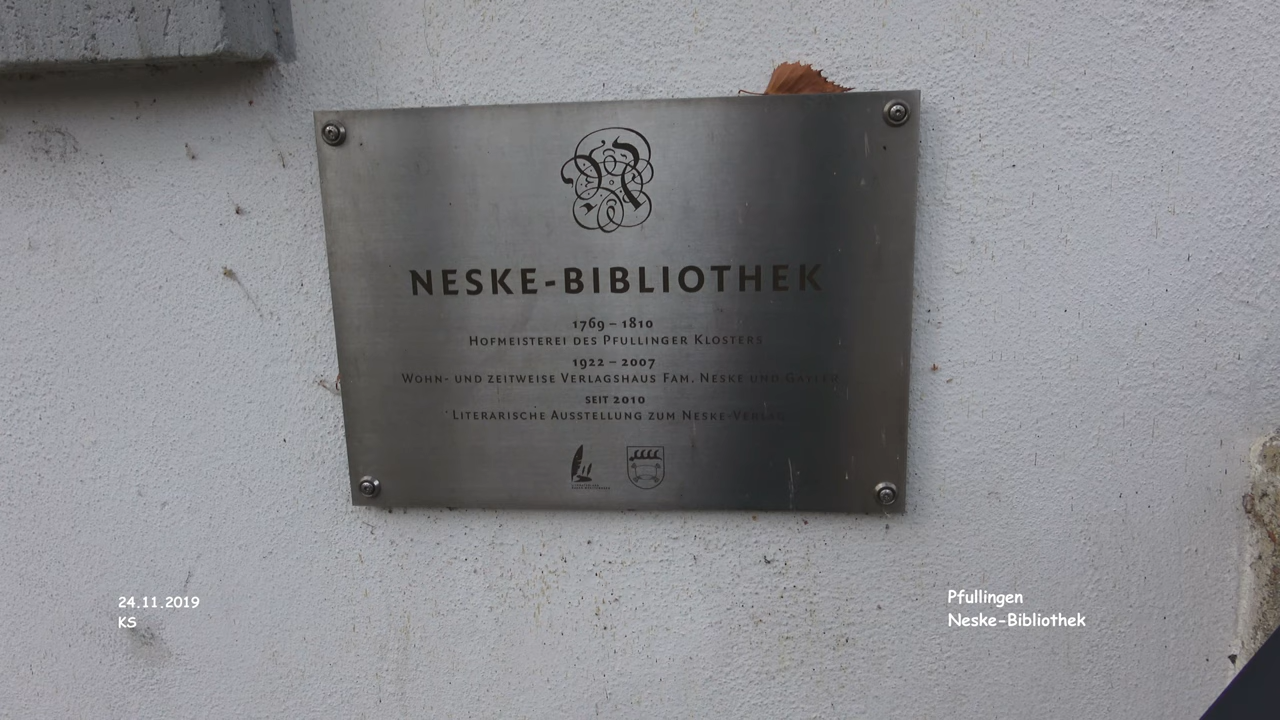 NESKE-BIBLIOTHEK
1769 – 1810
HOFMEISTEREI DES PFULLINGER KLOSTERS
1922 – 2007
WOHN- UND ZEITWEISE VERLAGSHAUS FAM. NESKE UND
SEIT 2010
LITERARISCHE AUSSTELLUNG ZUM NESKE-VERLAG
24.11.2019
KS
Pfullingen
Neske-Bibliothek